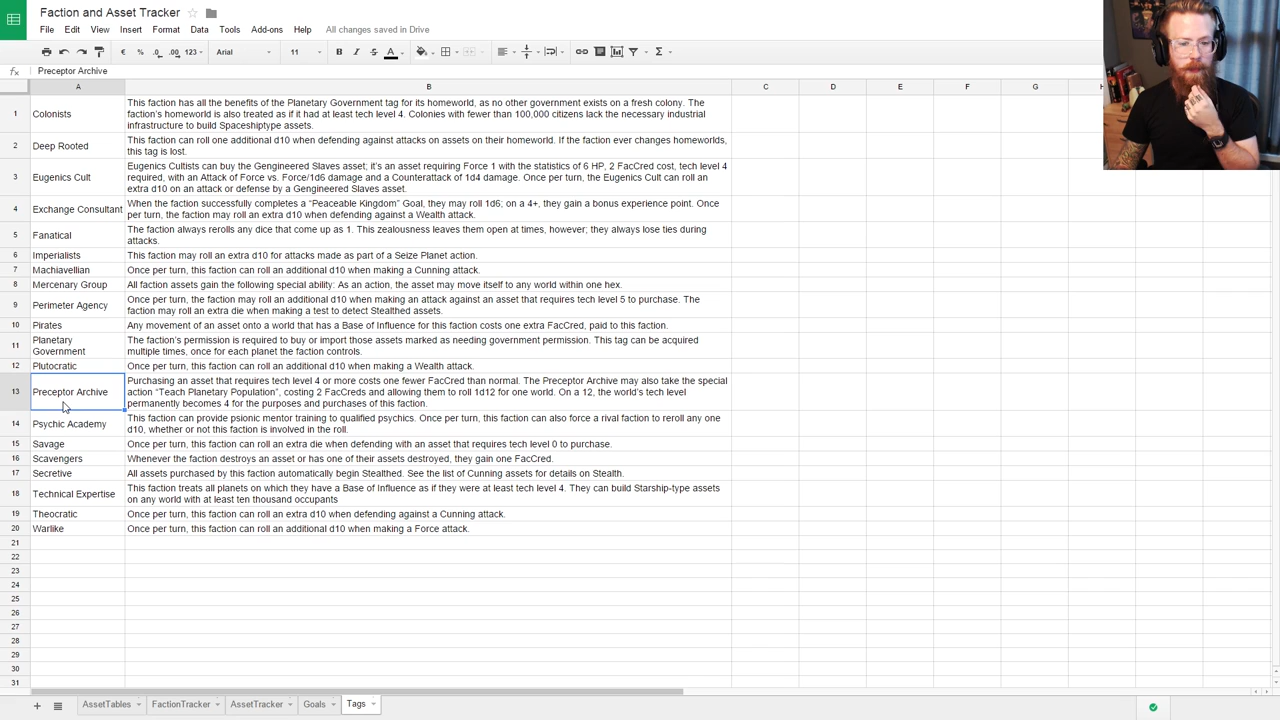 Faction and Asset Tracker
File Edit View Insert Format Data Tools Add-ons Help All changes saved in Drive
€ % .0 .00 123 Arial 11 B I S A Σ
fx Preceptor Archive
A B C D E F G H
1 Colonists This faction has all the benefits of the Planetary Government tag for its homeworld, as no other government exists on a fresh colony. The
faction's homeworld is also treated as if it had at least tech level 4. Colonies with fewer than 100,000 citizens lack the necessary industrial
infrastructure to build Spaceshiptype assets.
2 Deep Rooted This faction can roll one additional d10 when defending against attacks on assets on their homeworld. If the faction ever changes homeworlds,
this tag is lost.
3 Eugenics Cult Eugenics Cultists can buy the Gengineered Slaves asset; it's an asset requiring Force 1 with the statistics of 6 HP, 2 FacCred cost, tech level 4
required, with an Attack of Force vs. Force/1d6 damage and a Counterattack of 1d4 damage. Once per turn, the Eugenics Cult can roll an
extra d10 on an attack or defense by a Gengineered Slaves asset.
4 Exchange Consultant When the faction successfully completes a “Peaceable Kingdom” Goal, they may roll 1d6; on a 4+, they gain a bonus experience point. Once
per turn, the faction may roll an extra d10 when defending against a Wealth attack.
5 Fanatical The faction always rerolls any dice that come up as 1. This zealousness leaves them open at times, however; they always lose ties during
attacks.
6 Imperialists This faction may roll an extra d10 for attacks made as part of a Seize Planet action.
7 Machiavellian Once per turn, this faction can roll an additional d10 when making a Cunning attack.
8 Mercenary Group All faction assets gain the following special ability: As an action, the asset may move itself to any world within one hex.
9 Perimeter Agency Once per turn, the faction may roll an additional d10 when making an attack against an asset that requires tech level 5 to purchase. The
faction may roll an extra die when making a test to detect Stealthed assets.
10 Pirates Any movement of an asset onto a world that has a Base of Influence for this faction costs one extra FacCred, paid to this faction.
11 Planetary Government The faction's permission is required to buy or import those assets marked as needing government permission. This tag can be acquired
multiple times, once for each planet the faction controls.
12 Plutocratic Once per turn, this faction can roll an additional d10 when making a Wealth attack.
13 Preceptor Archive Purchasing an asset that requires tech level 4 or more costs one fewer FacCred than normal. The Preceptor Archive may also take the special
action “Teach Planetary Population”, costing 2 FacCreds and allowing them to roll 1d12 for one world. On a 12, the world's tech level
permanently becomes 4 for the purposes and purchases of this faction.
14 Psychic Academy This faction can provide psionic mentor training to qualified psychics. Once per turn, this faction can also force a rival faction to reroll any one
d10, whether or not this faction is involved in the roll.
15 Savage Once per turn, this faction can roll an extra die when defending with an asset that requires tech level 0 to purchase.
16 Scavengers Whenever the faction destroys an asset or has one of their assets destroyed, they gain one FacCred.
17 Secretive All assets purchased by this faction automatically begin Stealthed. See the list of Cunning assets for details on Stealth.
18 Technical Expertise This faction treats all planets on which they have a Base of Influence as if they were at least tech level 4. They can build Starship-type assets
on any world with at least ten thousand occupants
19 Theocratic Once per turn, this faction can roll an extra d10 when defending against a Cunning attack.
20 Warlike Once per turn, this faction can roll an additional d10 when making a Force attack.
21
22
23
24
25
26
27
28
29
30
31
AssetTables FactionTracker AssetTracker Goals Tags